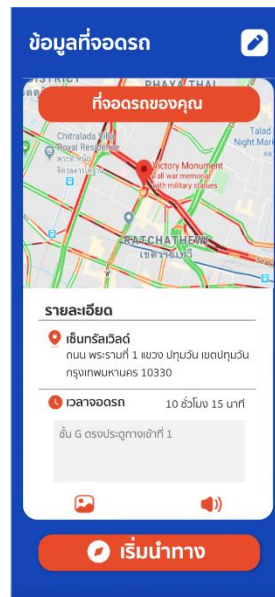 ข้อมูลที่จอดรถ
PHAYA THAI
ที่จอดรถของคุณ
Chitralada Villa
Royal Residence
Talad
Night Mark
Victory Monument
Tall war memorial
with military statues
RATCHATHEWI
เขตราชเทวี
รายละเอียด
เซ็นทรัลเวิลด์
ถนน พระรามที่ 1 แขวง ปทุมวัน เขตปทุมวัน
กรุงเทพมหานคร 10330
เวลาจอดรถ
10 ชั่วโมง 15 นาที
ชั้น G ตรงประตูทางเข้าที่ 1
เริ่มนำทาง